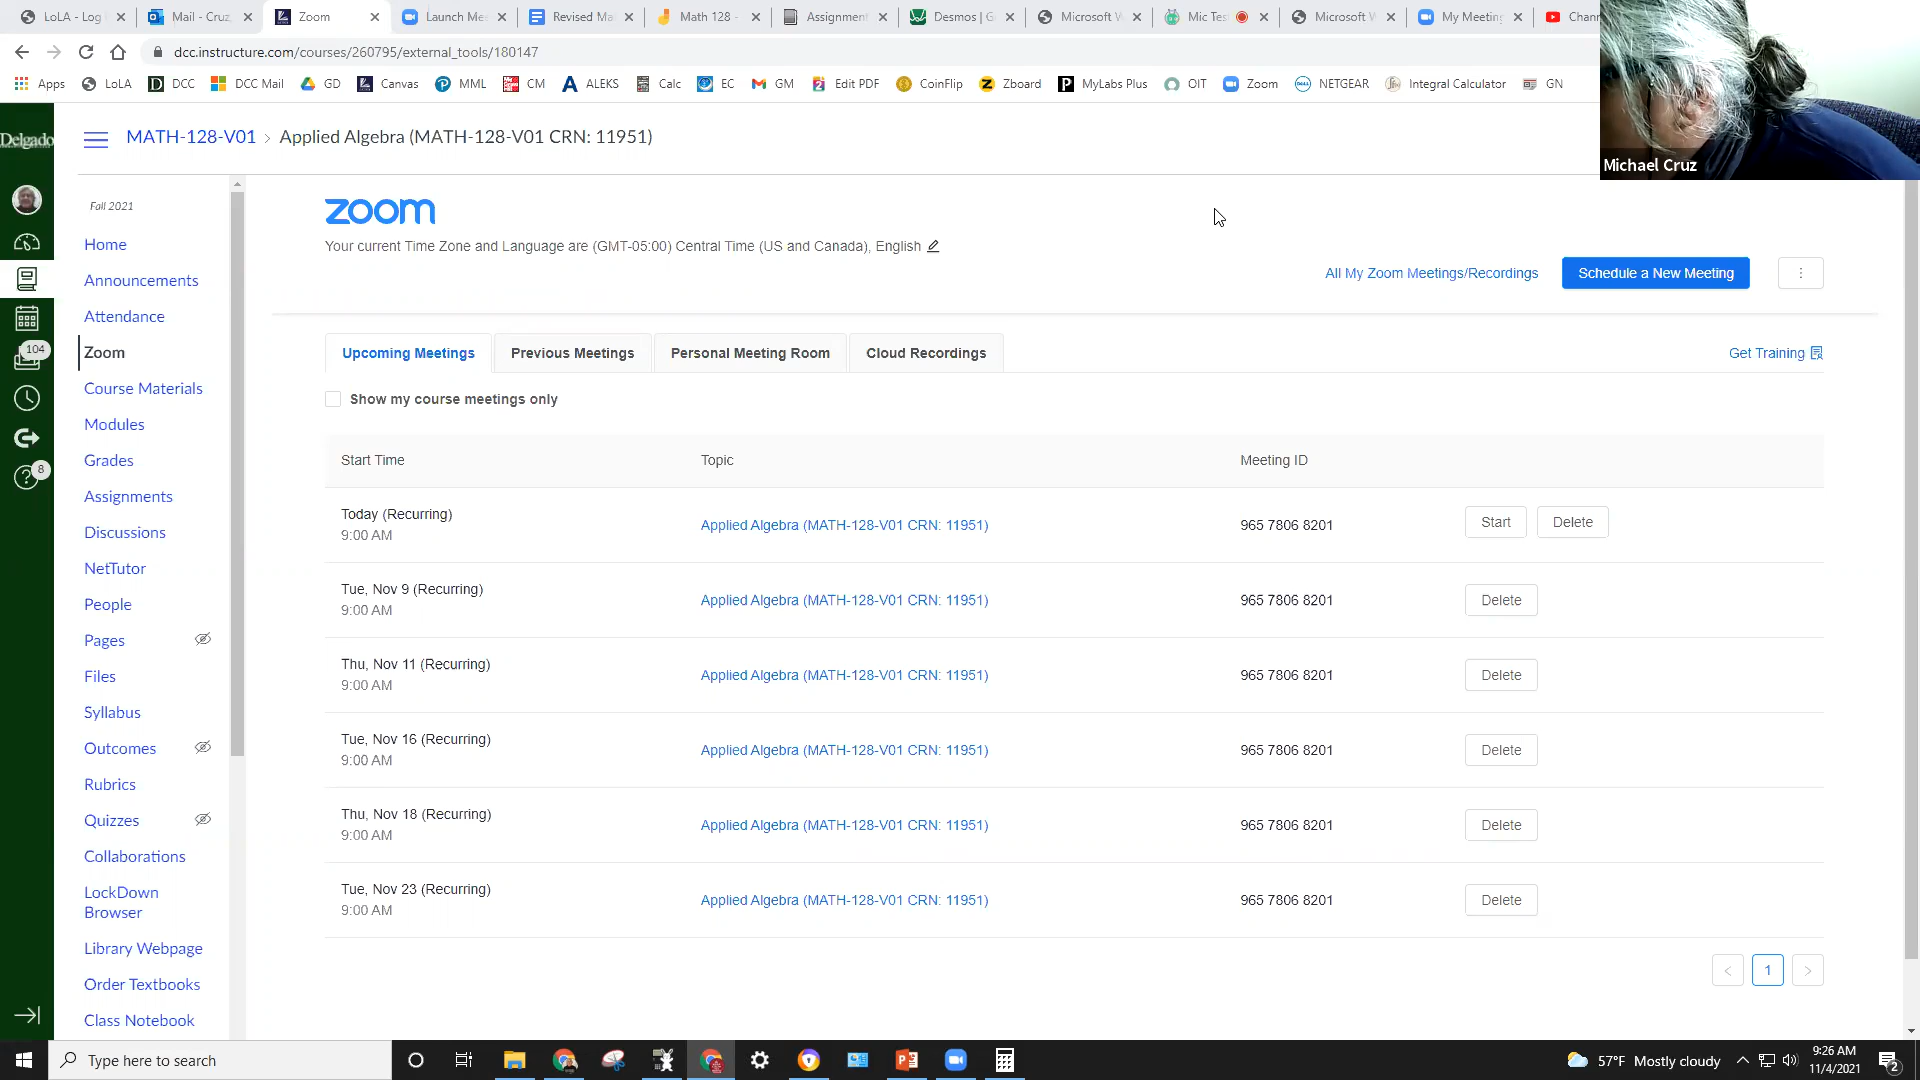 LoLA - Log
Mail - Cruz,
Zoom
Launch Me
Revised Ma
Math 128 -
Assignment
Desmos | G
Microsoft W
Mic Tes
Microsoft W
My Meeting
Chan
dcc.instructure.com/courses/260795/external_tools/180147
Apps
LoLA
DCC
DCC Mail
GD
Canvas
MML
CM
ALEKS
Calc
EC
GM
Edit PDF
CoinFlip
Zboard
MyLabs Plus
OIT
Zoom
NETGEAR
Integral Calculator
GN
Michael Cruz
Delgado
MATH-128-V01 > Applied Algebra (MATH-128-V01 CRN: 11951)
104
8
Fall 2021
Home
Announcements
Attendance
Zoom
Course Materials
Modules
Grades
Assignments
Discussions
NetTutor
People
Pages
Files
Syllabus
Outcomes
Rubrics
Quizzes
Collaborations
LockDown
Browser
Library Webpage
Order Textbooks
Class Notebook
zoom
Your current Time Zone and Language are (GMT-05:00) Central Time (US and Canada), English
All My Zoom Meetings/Recordings
Schedule a New Meeting
Upcoming Meetings
Previous Meetings
Personal Meeting Room
Cloud Recordings
Get Training
Show my course meetings only
Start Time Topic Meeting ID
Today (Recurring)
9:00 AM
Applied Algebra (MATH-128-V01 CRN: 11951)
965 7806 8201
Start
Delete
Tue, Nov 9 (Recurring)
9:00 AM
Applied Algebra (MATH-128-V01 CRN: 11951)
965 7806 8201
Delete
Thu, Nov 11 (Recurring)
9:00 AM
Applied Algebra (MATH-128-V01 CRN: 11951)
965 7806 8201
Delete
Tue, Nov 16 (Recurring)
9:00 AM
Applied Algebra (MATH-128-V01 CRN: 11951)
965 7806 8201
Delete
Thu, Nov 18 (Recurring)
9:00 AM
Applied Algebra (MATH-128-V01 CRN: 11951)
965 7806 8201
Delete
Tue, Nov 23 (Recurring)
9:00 AM
Applied Algebra (MATH-128-V01 CRN: 11951)
965 7806 8201
Delete
< 1 >
Type here to search
57°F Mostly cloudy
9:26 AM
11/4/2021
2